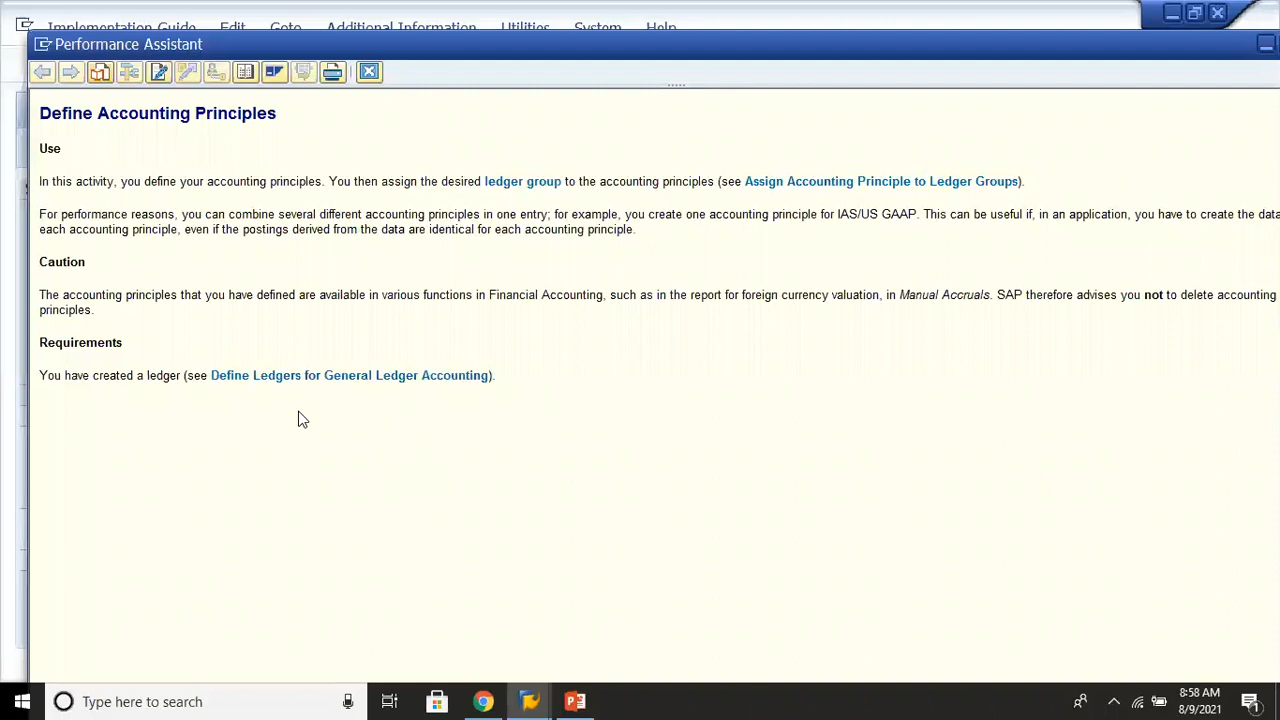 Implementation Guide Edit Goto Additional Information Utilities System Help
Performance Assistant
Define Accounting Principles
Use
In this activity, you define your accounting principles. You then assign the desired ledger group to the accounting principles (see Assign Accounting Principle to Ledger Groups).
For performance reasons, you can combine several different accounting principles in one entry; for example, you create one accounting principle for IAS/US GAAP. This can be useful if, in an application, you have to create the data
each accounting principle, even if the postings derived from the data are identical for each accounting principle.
Caution
The accounting principles that you have defined are available in various functions in Financial Accounting, such as in the report for foreign currency valuation, in Manual Accruals. SAP therefore advises you not to delete accounting
principles.
Requirements
You have created a ledger (see Define Ledgers for General Ledger Accounting).
Type here to search
8:58 AM
8/9/2021
1